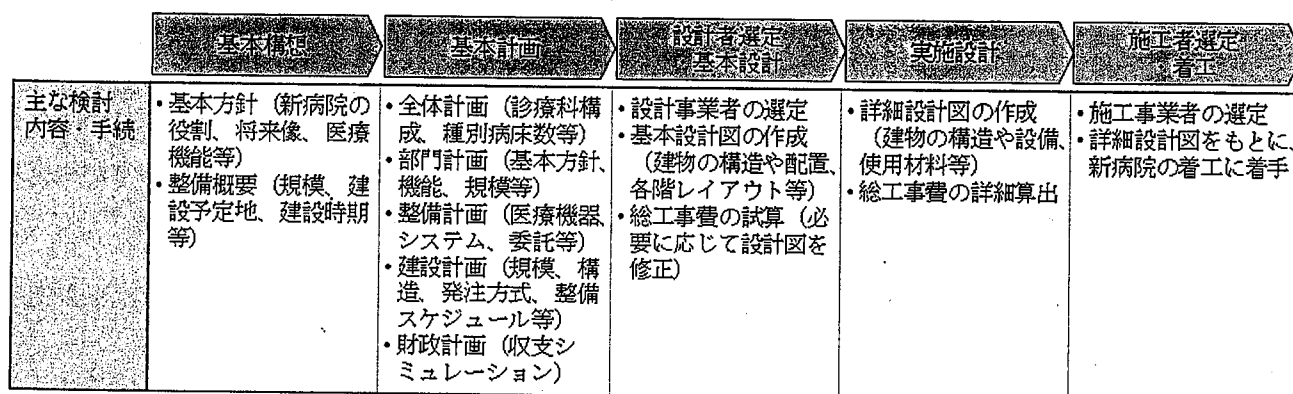 基本構想
基本計画
設計者選定・
基本設計
実施設計
施工者選定・
着工
主な検討
内容・手続
・基本方針（新病院の
役割、将来像、医療
機能等）
・整備概要（規模、建
設予定地、建設時期
等）
・全体計画（診療科構
成、種別病床数等）
・部門計画（基本方針、
機能、規模等）
・整備計画（医療機器、
システム、委託等）
・建設計画（規模、構
造、発注方式、整備
スケジュール等）
・財政計画（収支シ
ミュレーション）
・設計事業者の選定
・基本設計図の作成
（建物の構造や配置、
各階レイアウト等）
・総工事費の試算（必
要に応じて設計図を
修正）
・詳細設計図の作成
（建物の構造や設備、
使用材料等）
・総工事費の詳細算出
・施工事業者の選定
・詳細設計図をもとに、
新病院の着工に着手